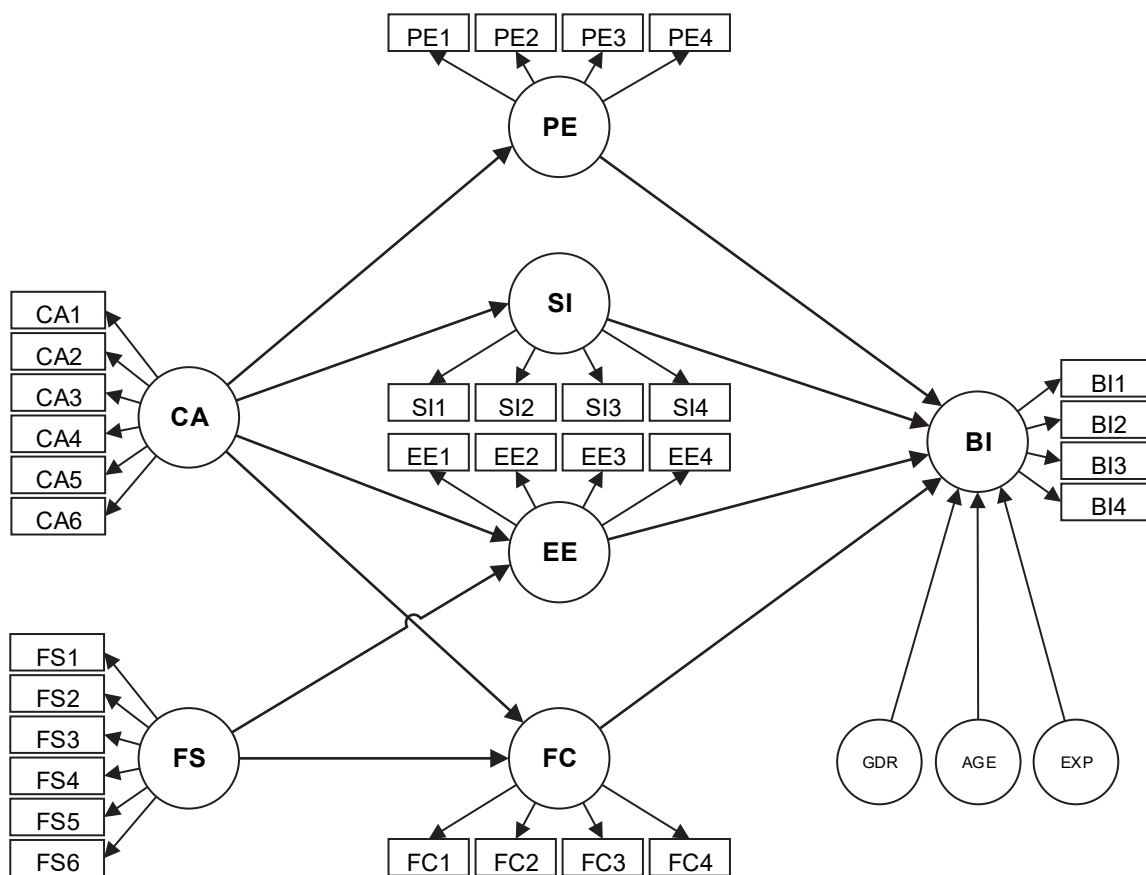 PE1 PE2 PE3 PE4
PE
SI
SI1 SI2 SI3 SI4
CA1
CA2
CA3
CA4
CA5
CA6
CA
EE1 EE2 EE3 EE4
EE
BI
BI1
BI2
BI3
BI4
FS1
FS2
FS3
FS4
FS5
FS6
FS
FC
FC1 FC2 FC3 FC4
GDR AGE EXP